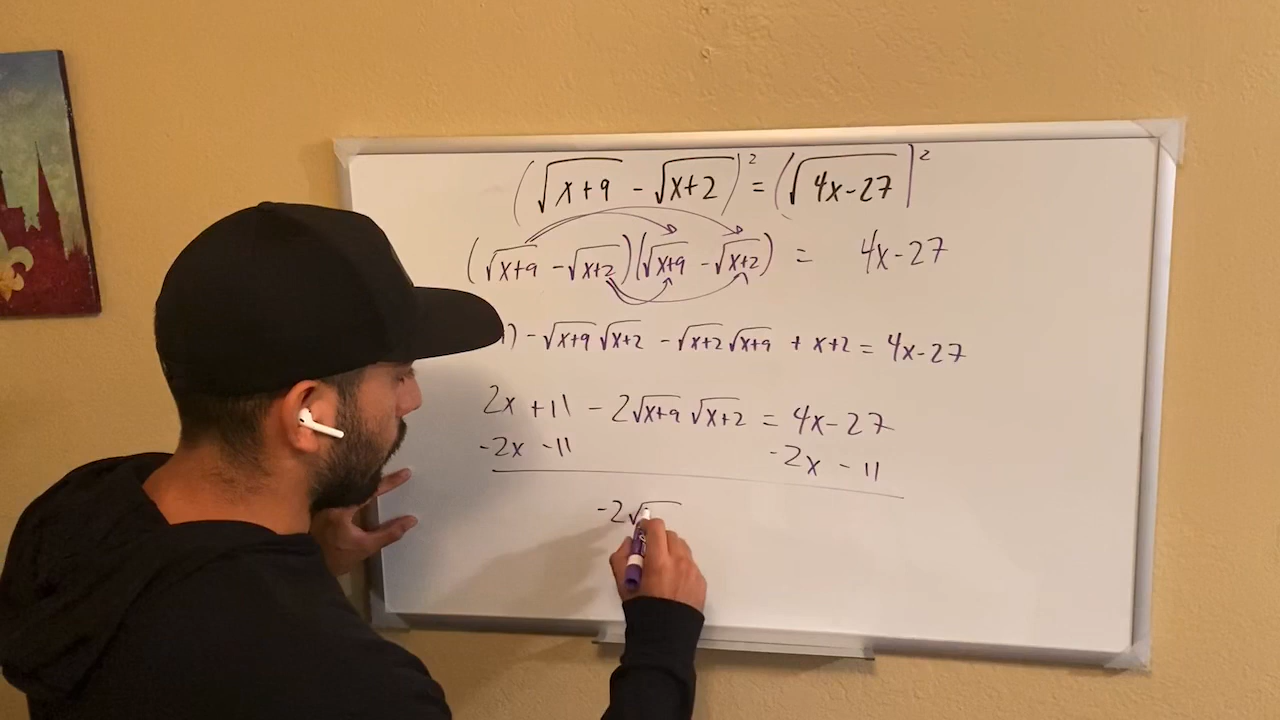 (√x+9 - √x+2)² = (√4x-27)²
(√x+9 - √x+2)(√x+9 - √x+2) = 4x-27
) - √x+9 √x+2 - √x+2 √x+9 + x+2 = 4x-27
2x + 11 - 2√x+9 √x+2 = 4x-27
-2x -11 -2x - 11
-2√